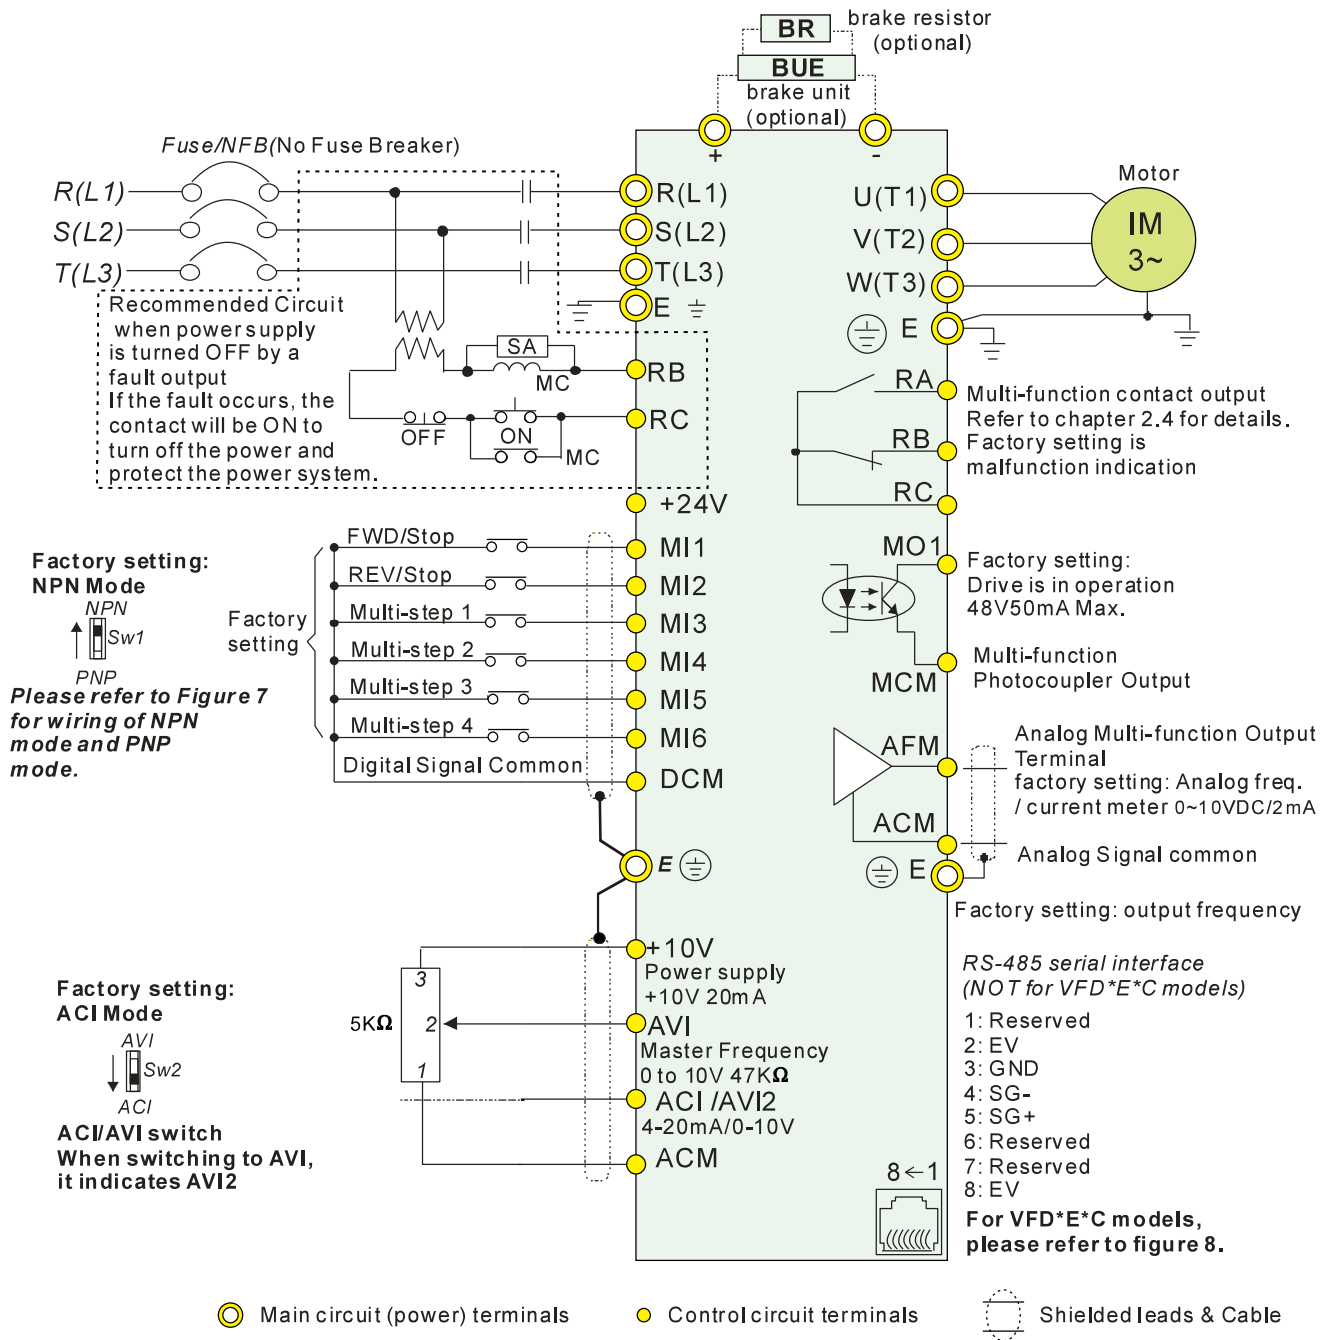 BR
brake resistor
(optional)
BUE
brake unit
(optional)
+
-
Fuse/NFB(No Fuse Breaker)
R(L1)
S(L2)
T(L3)
R(L1)
S(L2)
T(L3)
E
Recommended Circuit
when power supply
is turned OFF by a
fault output
If the fault occurs, the
contact will be ON to
turn off the power and
protect the power system.
SA
MC
OFF
ON
MC
RB
RC
U(T1)
V(T2)
W(T3)
E
Motor
IM
3~
RA
RB
RC
Multi-function contact output
Refer to chapter 2.4 for details.
Factory setting is
malfunction indication
+24V
FWD/Stop
REV/Stop
Multi-step 1
Multi-step 2
Multi-step 3
Multi-step 4
Digital Signal Common
MI1
MI2
MI3
MI4
MI5
MI6
DCM
Factory
setting
Factory setting:
NPN Mode
NPN
Sw1
PNP
Please refer to Figure 7
for wiring of NPN
mode and PNP
mode.
MO1
Factory setting:
Drive is in operation
48V50mA Max.
MCM
Multi-function
Photocoupler Output
AFM
Analog Multi-function Output
Terminal
factory setting: Analog freq.
/ current meter 0~10VDC/2mA
ACM
Analog Signal common
E
E
Factory setting: output frequency
+10V
Power supply
+10V 20mA
3
5KΩ
2
1
AVI
Master Frequency
0 to 10V 47KΩ
ACI /AVI2
4-20mA/0-10V
ACM
Factory setting:
ACI Mode
AVI
Sw2
ACI
ACI/AVI switch
When switching to AVI,
it indicates AVI2
RS-485 serial interface
(NOT for VFD*E*C models)
1: Reserved
2: EV
3: GND
4: SG-
5: SG+
6: Reserved
7: Reserved
8: EV
8←1
For VFD*E*C models,
please refer to figure 8.
Main circuit (power) terminals
Control circuit terminals
Shielded leads & Cable